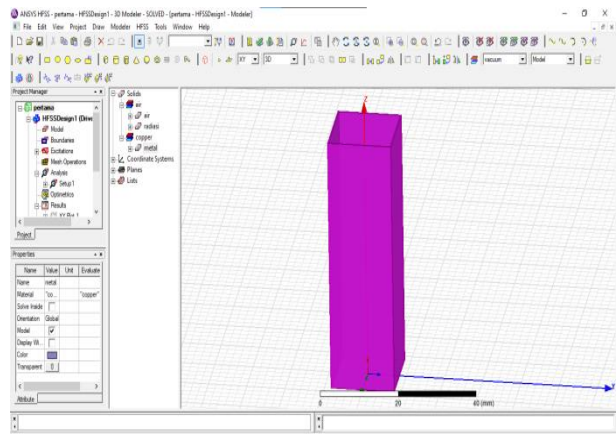 ANSYS HFSS - pertama - HFSSDesign1 - 3D Modeler - SOLVED - [pertama - HFSSDesign1 - Modeler]
File Edit View Project Draw Modeler HFSS Tools Window Help
XY 3D vacuum Model
Project Manager
pertama
HFSSDesign1 (Drive
Model
Boundaries
Excitations
Mesh Operations
Analysis
Setup1
Optimetrics
Results
XY Plot 1
Project
Solids
air
air
radiasi
copper
metal
Coordinate Systems
Planes
Lists
Properties
Name Value Unit Evaluate
Name metal
Material "co... "copper"
Solve Inside
Orientation Global
Model
Display Wi...
Color
Transparent 0
Attribute
Z
Y
0 20 40 (mm)